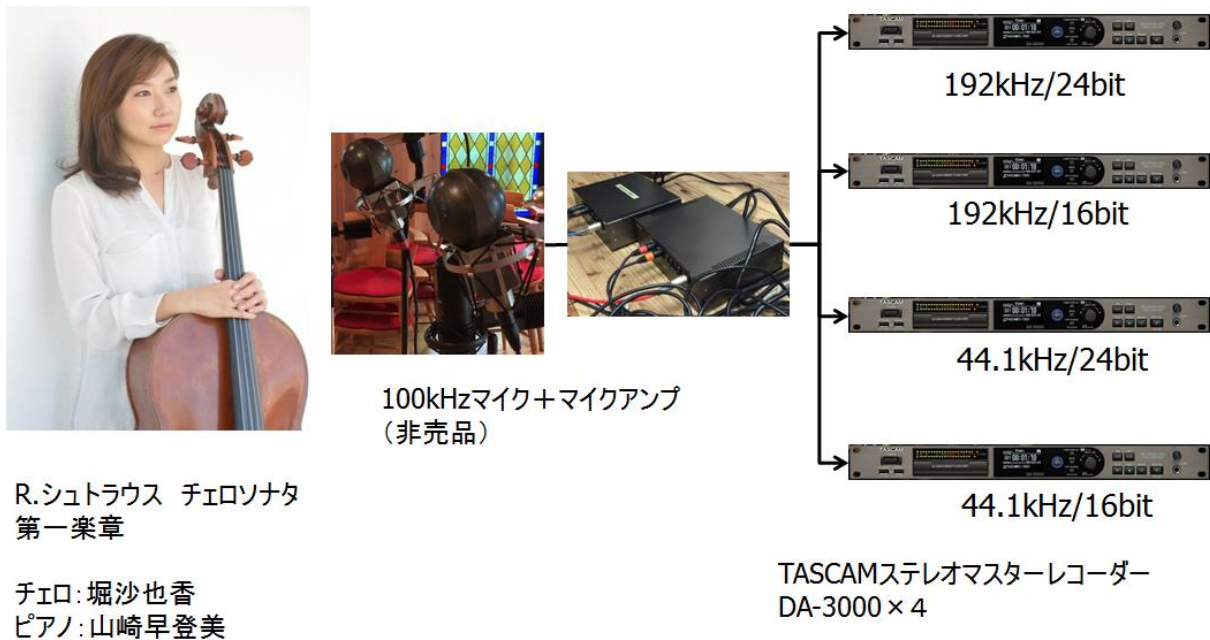 TASCAM
192kHz/24bit
TASCAM
192kHz/16bit
44.1kHz/24bit
44.1kHz/16bit
100kHzマイク＋マイクアンプ
（非売品）
R.シュトラウス　チェロソナタ
第一楽章
チェロ：堀沙也香
ピアノ：山崎早登美
TASCAMステレオマスターレコーダー
DA-3000×４